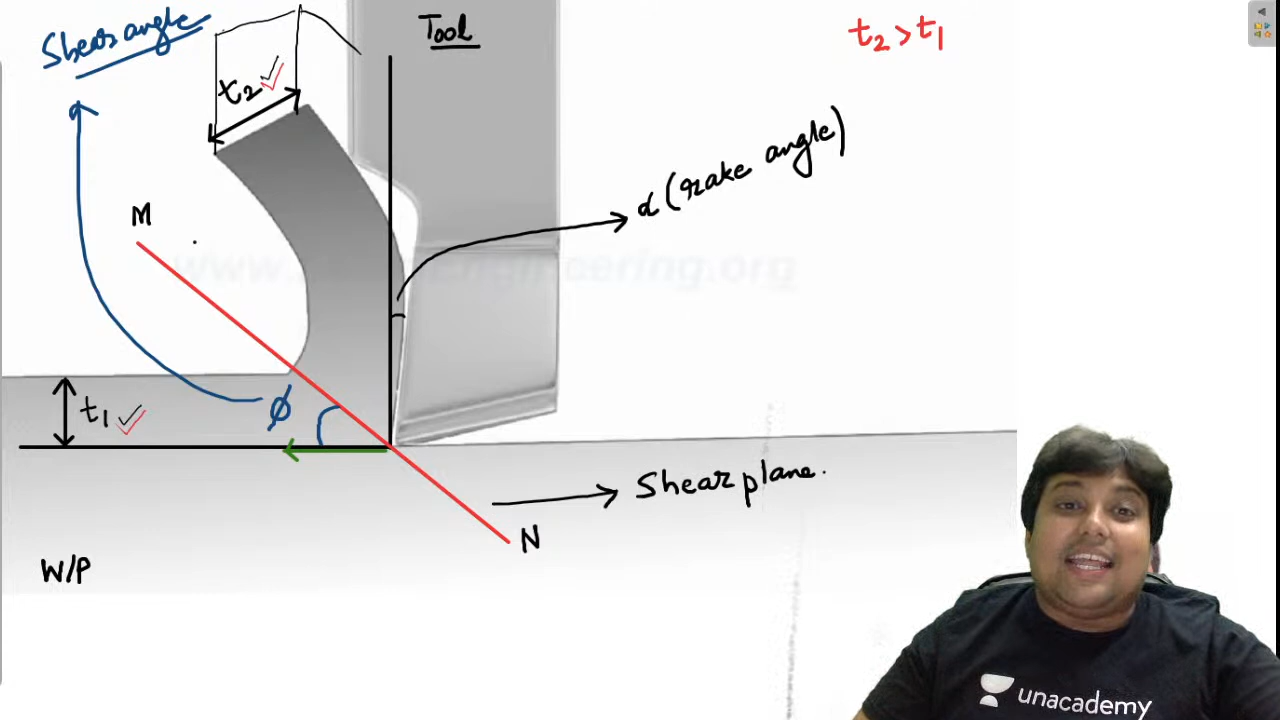 Shear angle
Tool
t₂ > t₁
t₂
α (rake angle)
M
t₁
ϕ
Shear plane.
N
W/P
unacademy